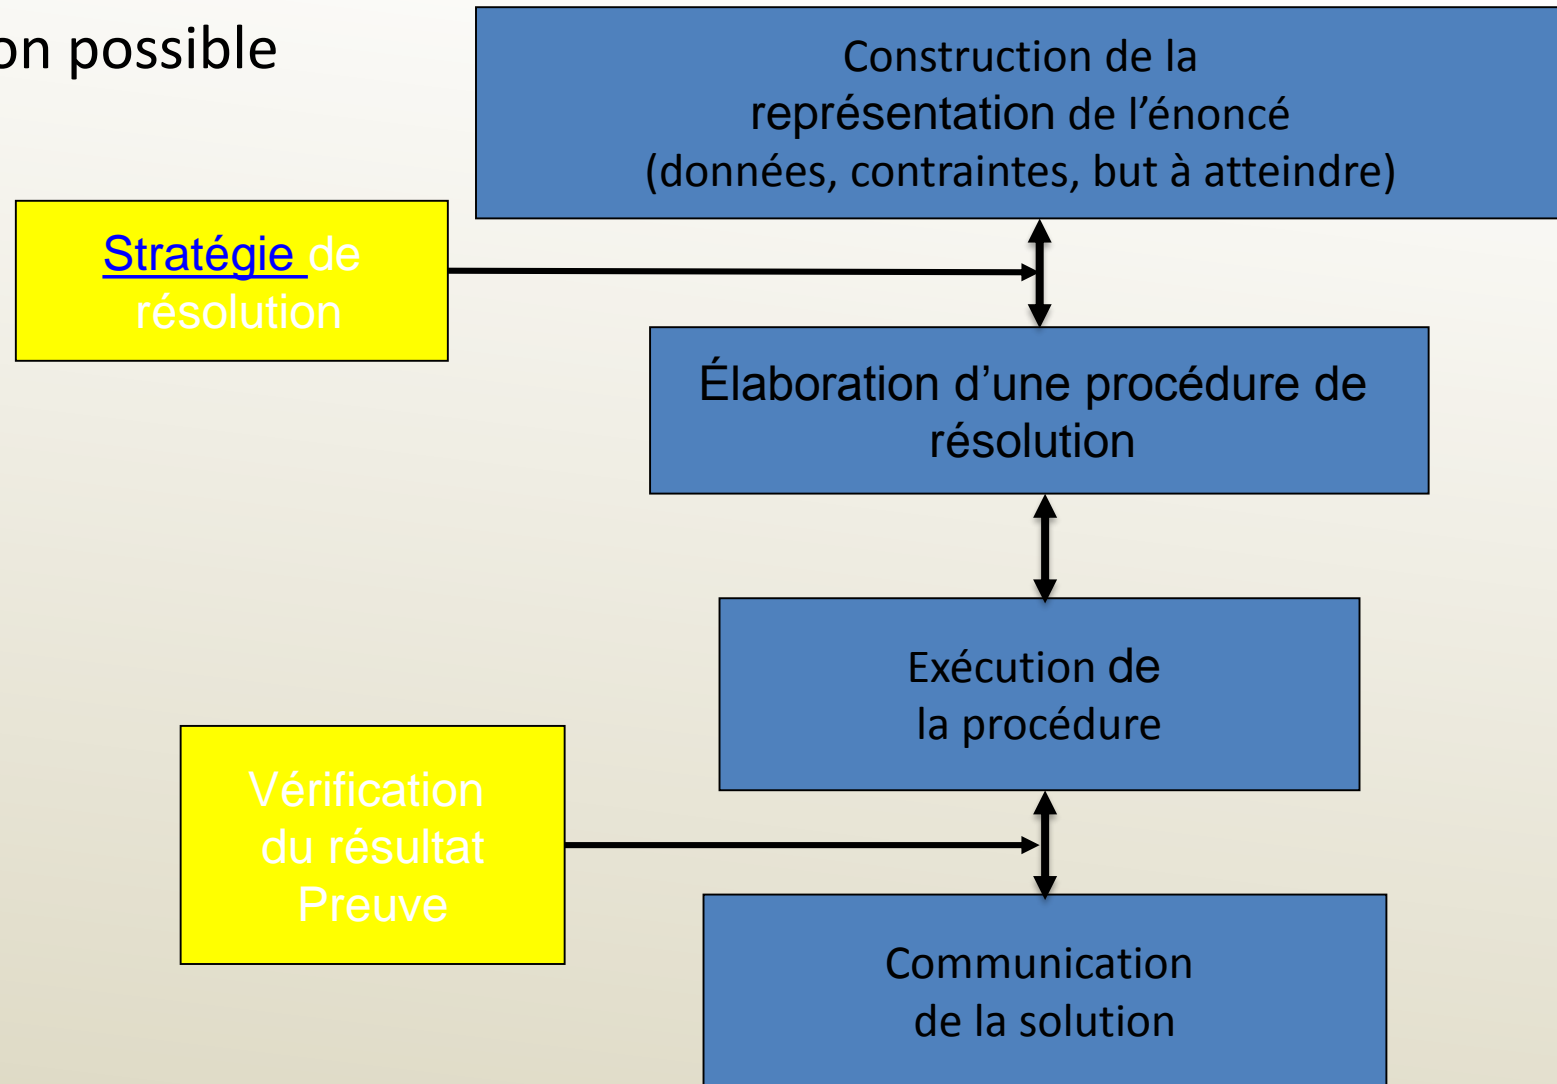 on possible
Construction de la
représentation de l’énoncé
(données, contraintes, but à atteindre)
Stratégie de
résolution
Élaboration d’une procédure de
résolution
Exécution de
la procédure
Vérification
du résultat
Preuve
Communication
de la solution